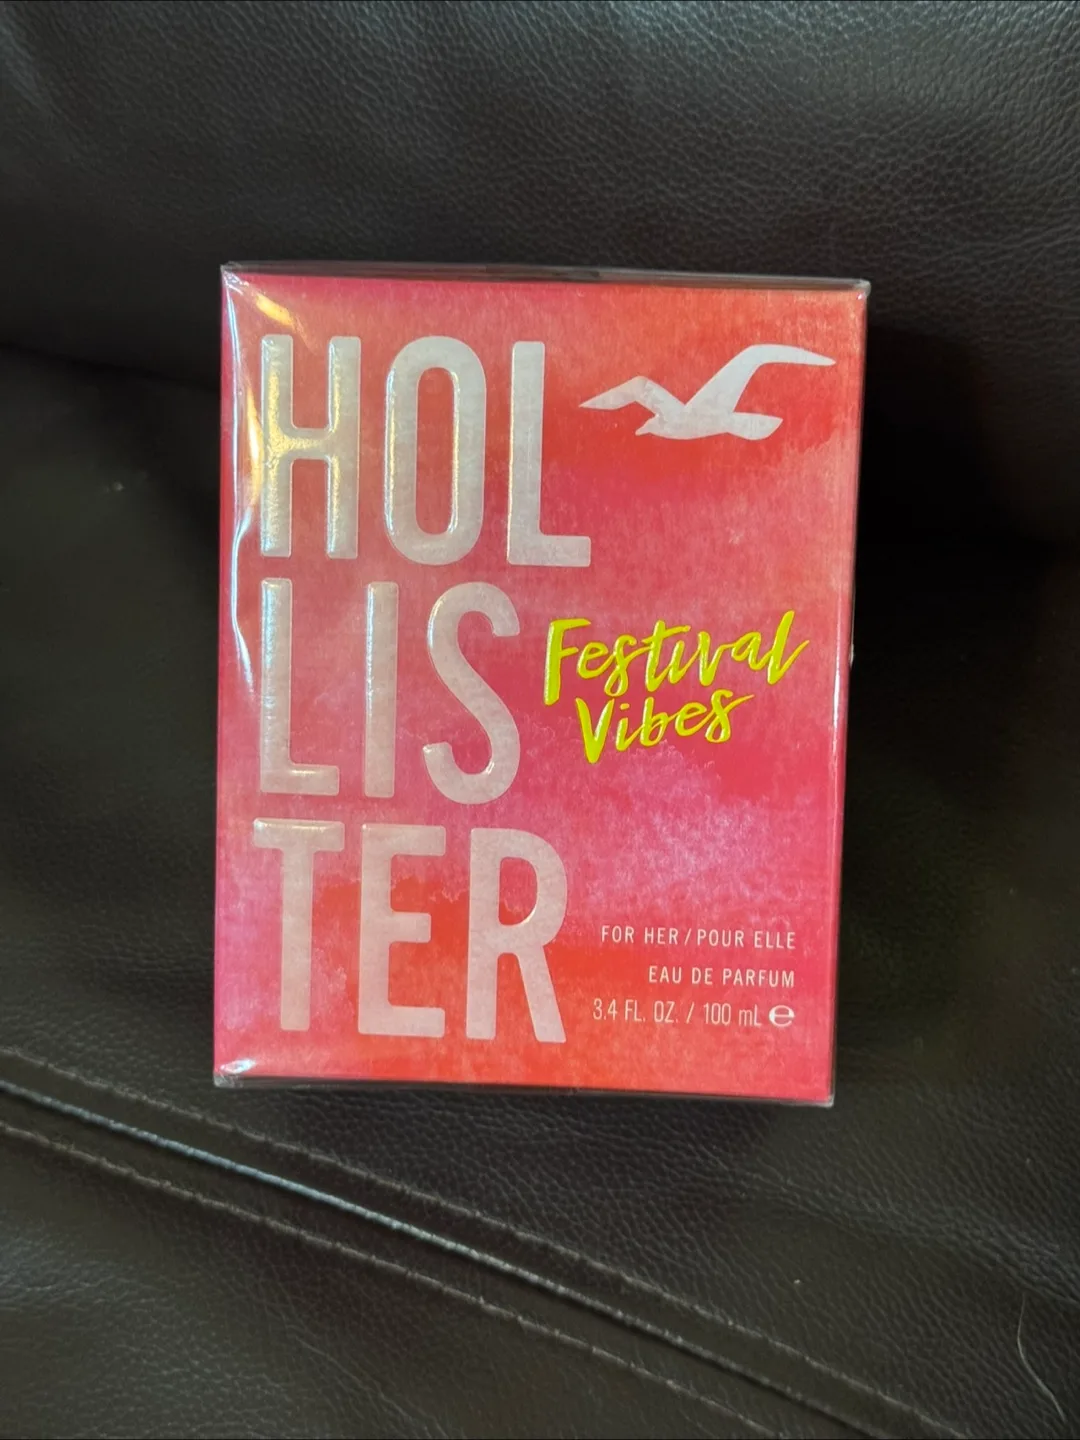 HOL
LIS
TER
Festival
Vibes
FOR HER / POUR ELLE
EAU DE PARFUM
3.4 FL. OZ. / 100 mL ℮